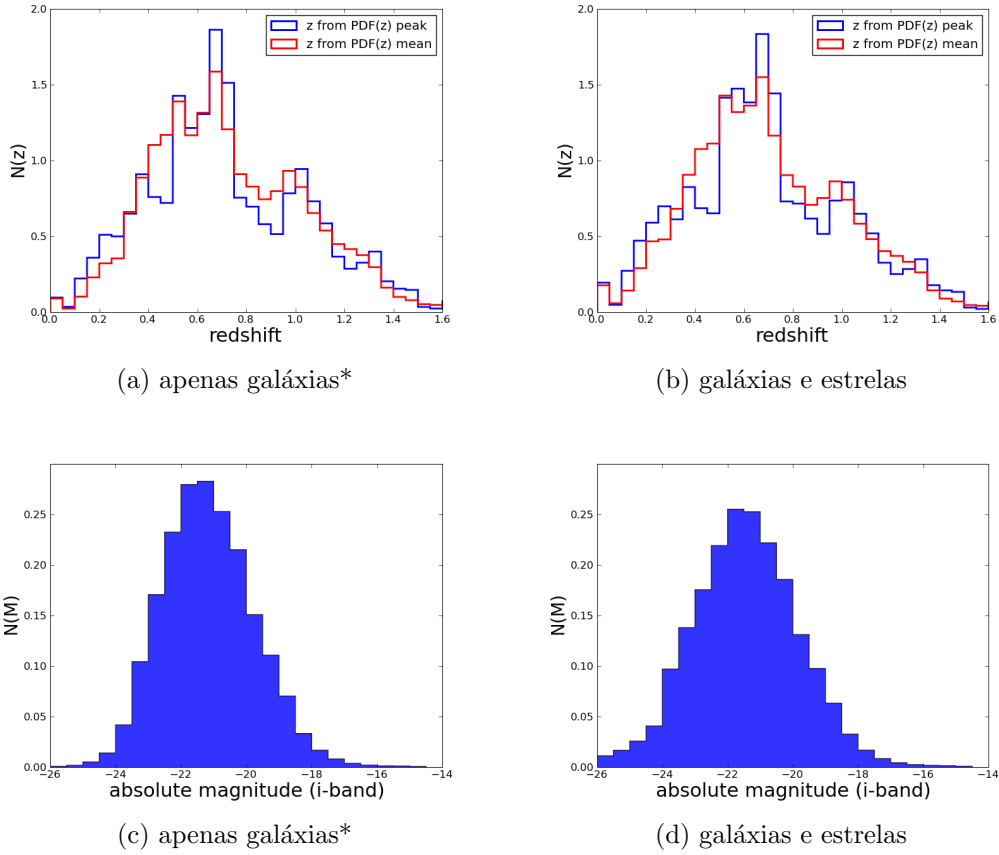 2.0
1.5
1.0
0.5
0.0
N(z)
z from PDF(z) peak
z from PDF(z) mean
0.0 0.2 0.4 0.6 0.8 1.0 1.2 1.4 1.6
redshift
(a) apenas galáxias*
2.0
1.5
1.0
0.5
0.0
N(z)
z from PDF(z) peak
z from PDF(z) mean
0.0 0.2 0.4 0.6 0.8 1.0 1.2 1.4 1.6
redshift
(b) galáxias e estrelas
0.25
0.20
0.15
0.10
0.05
0.00
N(M)
−26 −24 −22 −20 −18 −16 −14
absolute magnitude (i-band)
(c) apenas galáxias*
0.25
0.20
0.15
0.10
0.05
0.00
N(M)
−26 −24 −22 −20 −18 −16 −14
absolute magnitude (i-band)
(d) galáxias e estrelas